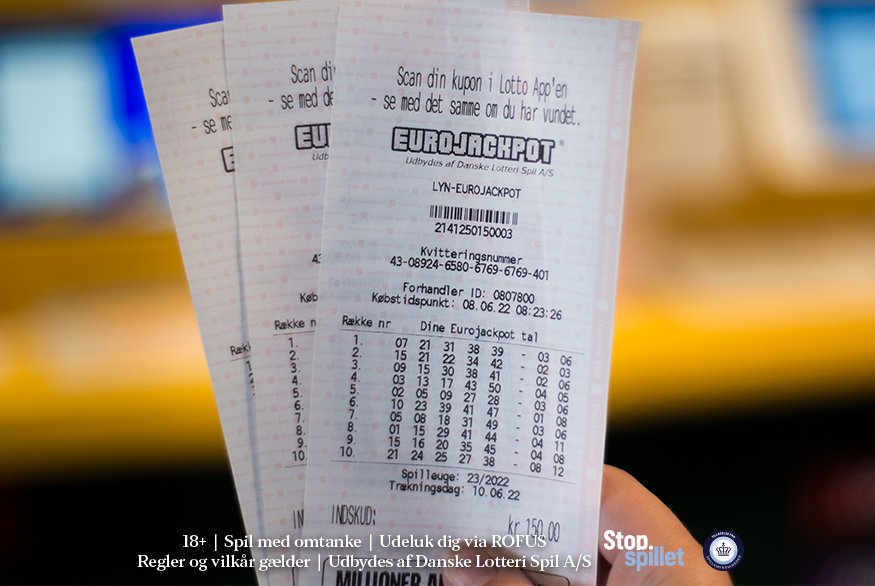 Scan din kupon i Lotto App'en
- se med det samme om du har vundet.
EUROJACKPOT®
Udbydes af Danske Lotteri Spil A/S
LYN-EUROJACKPOT
2141250150003
Kvitteringsnummer
43-08924-6580-6769-6769-401
Forhandler ID: 0807800
Købstidspunkt: 08.06.22 08:23:26
Række nr Dine Eurojackpot tal
1. 07 21 31 38 39 - 03 06
2. 15 21 22 34 42 - 02 03
3. 09 15 30 38 41 - 02 06
4. 03 13 17 43 50 - 04 05
5. 02 05 09 27 28 - 03 06
6. 10 23 39 41 47 - 01 08
7. 05 08 18 31 49 - 03 06
8. 01 15 29 41 44 - 04 11
9. 15 16 20 35 45 - 04 08
10. 21 24 25 27 38 - 08 12
Spilleuge: 23/2022
Trækningsdag: 10.06.22
INDSKUD: kr 150,00
18+ | Spil med omtanke | Udeluk dig via ROFUS
Regler og vilkår gælder | Udbydes af Danske Lotteri Spil A/S
Stop.
spillet